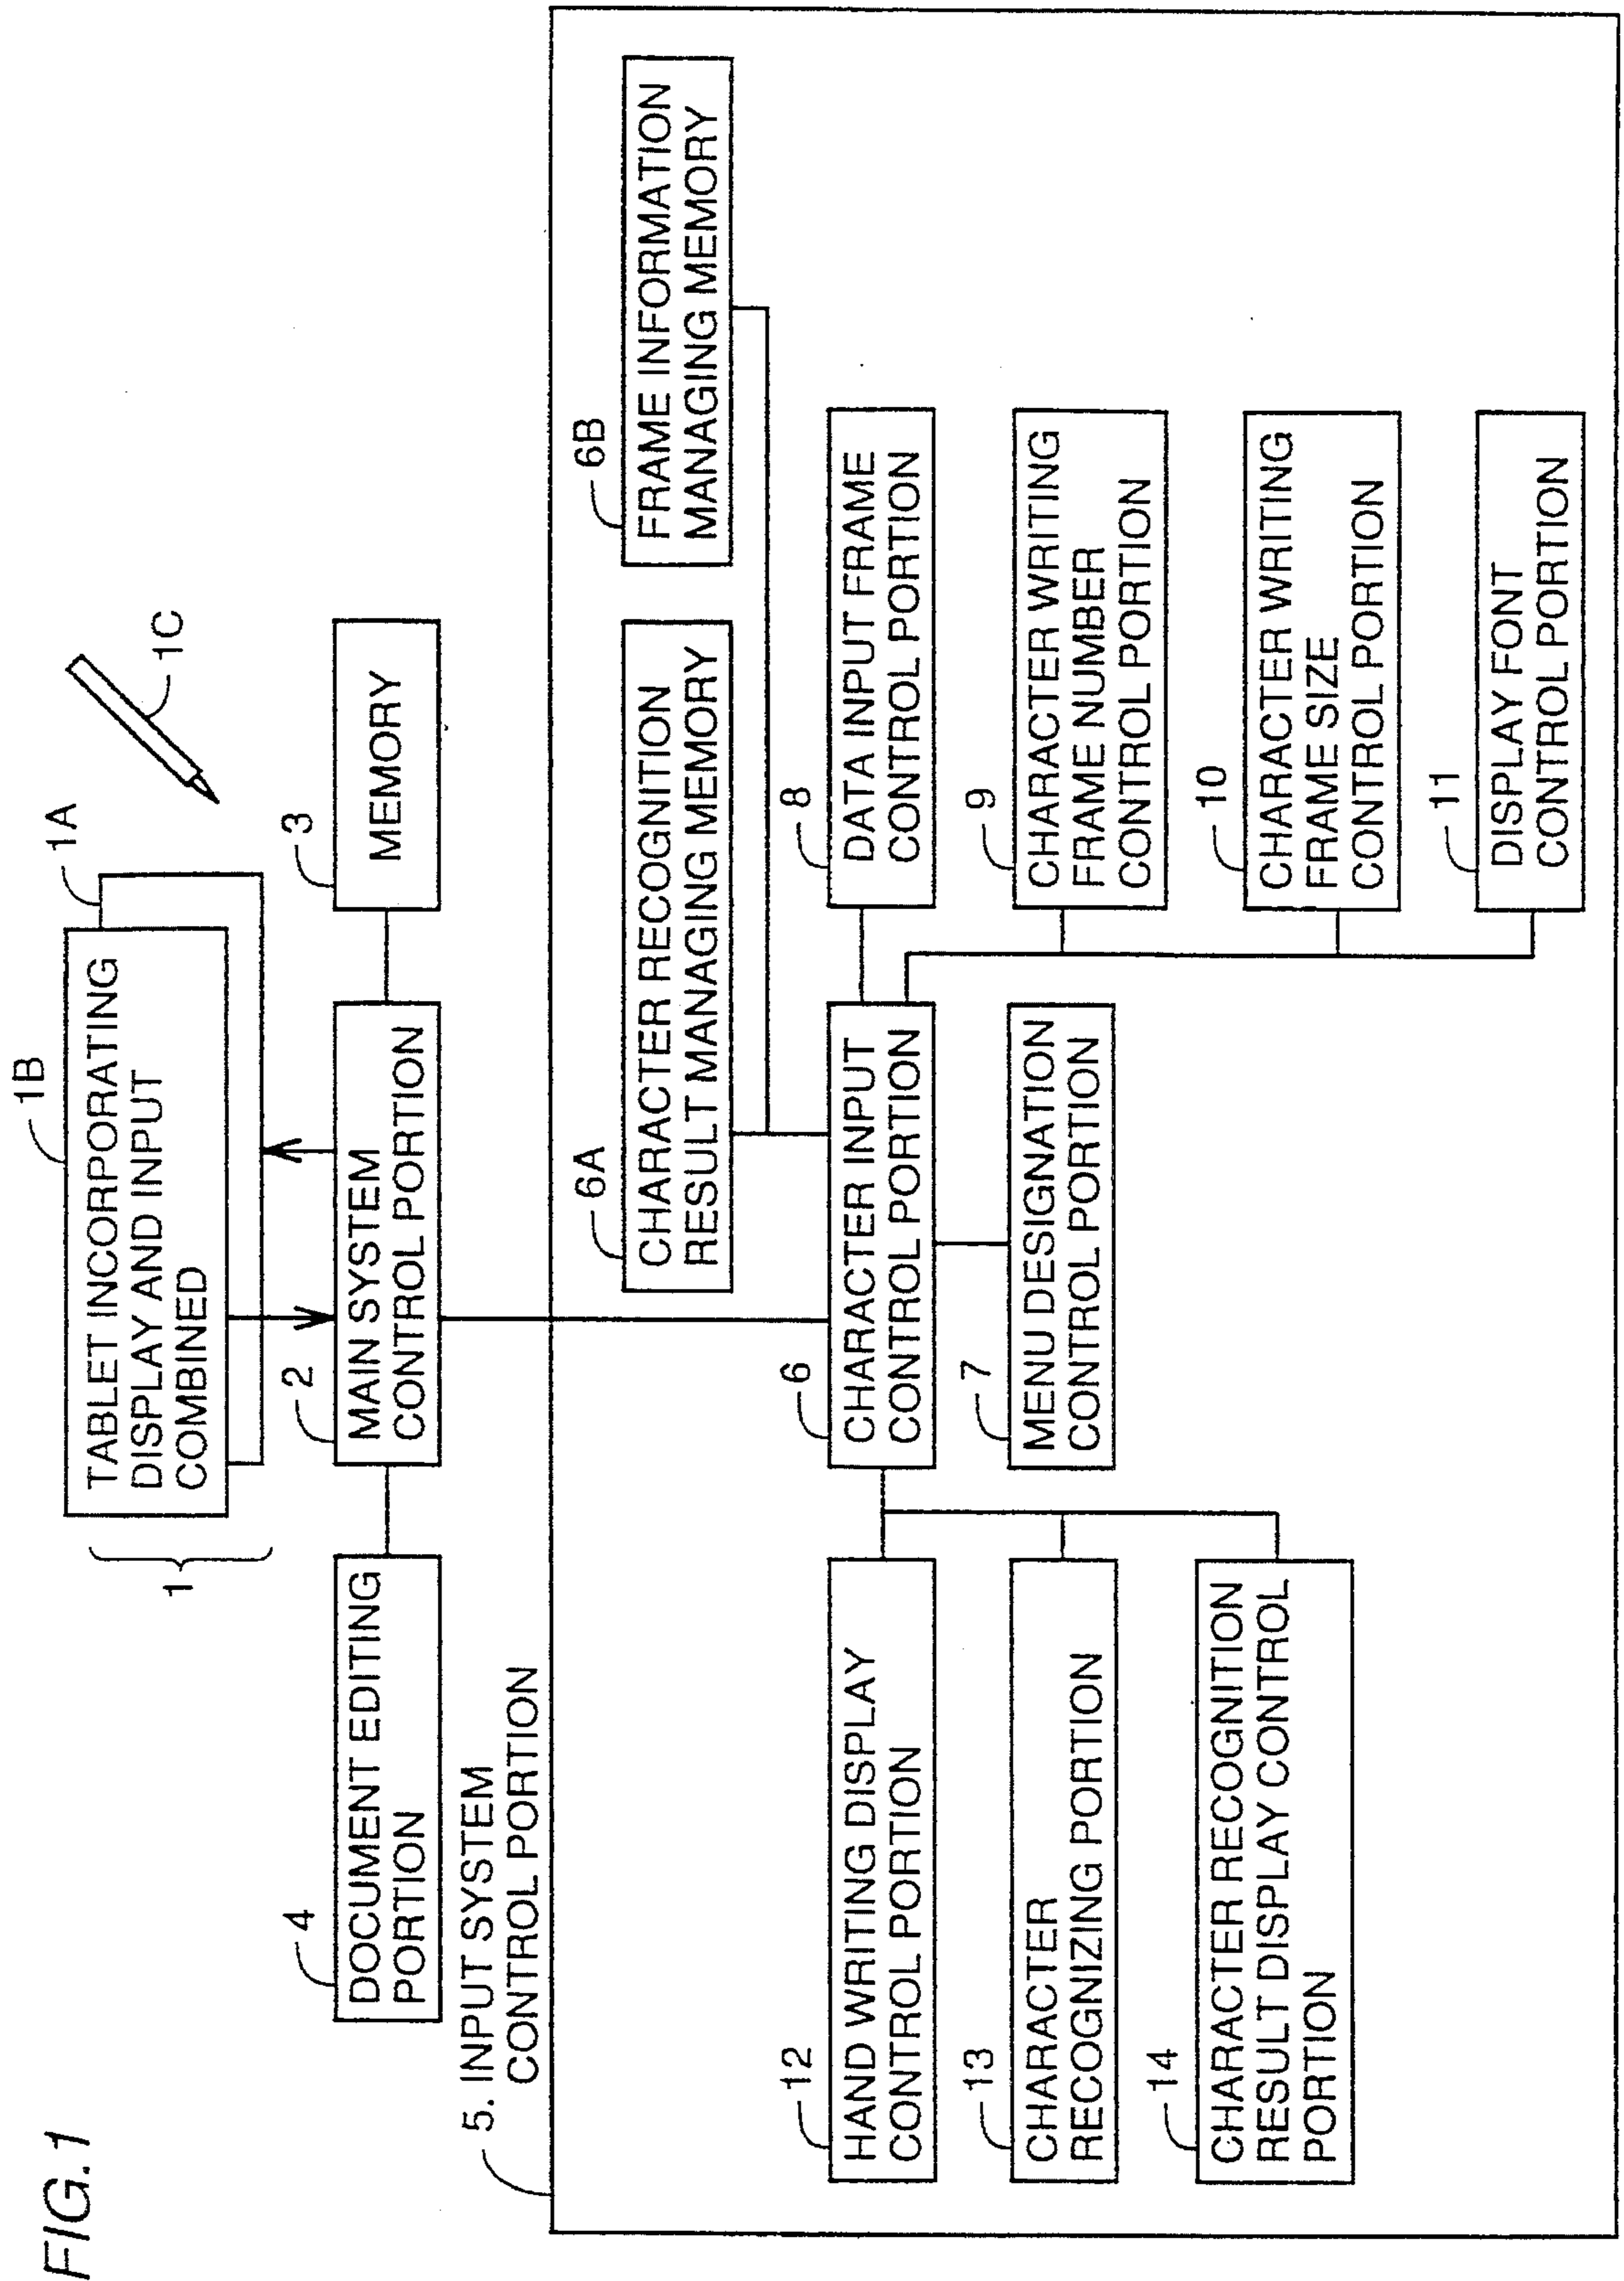 FIG.1
1B
1A
TABLET INCORPORATING
DISPLAY AND INPUT
COMBINED
1
1C
4
DOCUMENT EDITING
PORTION
2
MAIN SYSTEM
CONTROL PORTION
3
MEMORY
5. INPUT SYSTEM
CONTROL PORTION
6A
CHARACTER RECOGNITION
RESULT MANAGING MEMORY
6B
FRAME INFORMATION
MANAGING MEMORY
12
HAND WRITING DISPLAY
CONTROL PORTION
6
CHARACTER INPUT
CONTROL PORTION
8
DATA INPUT FRAME
CONTROL PORTION
13
CHARACTER
RECOGNIZING PORTION
7
MENU DESIGNATION
CONTROL PORTION
9
CHARACTER WRITING
FRAME NUMBER
CONTROL PORTION
14
CHARACTER RECOGNITION
RESULT DISPLAY CONTROL
PORTION
10
CHARACTER WRITING
FRAME SIZE
CONTROL PORTION
11
DISPLAY FONT
CONTROL PORTION